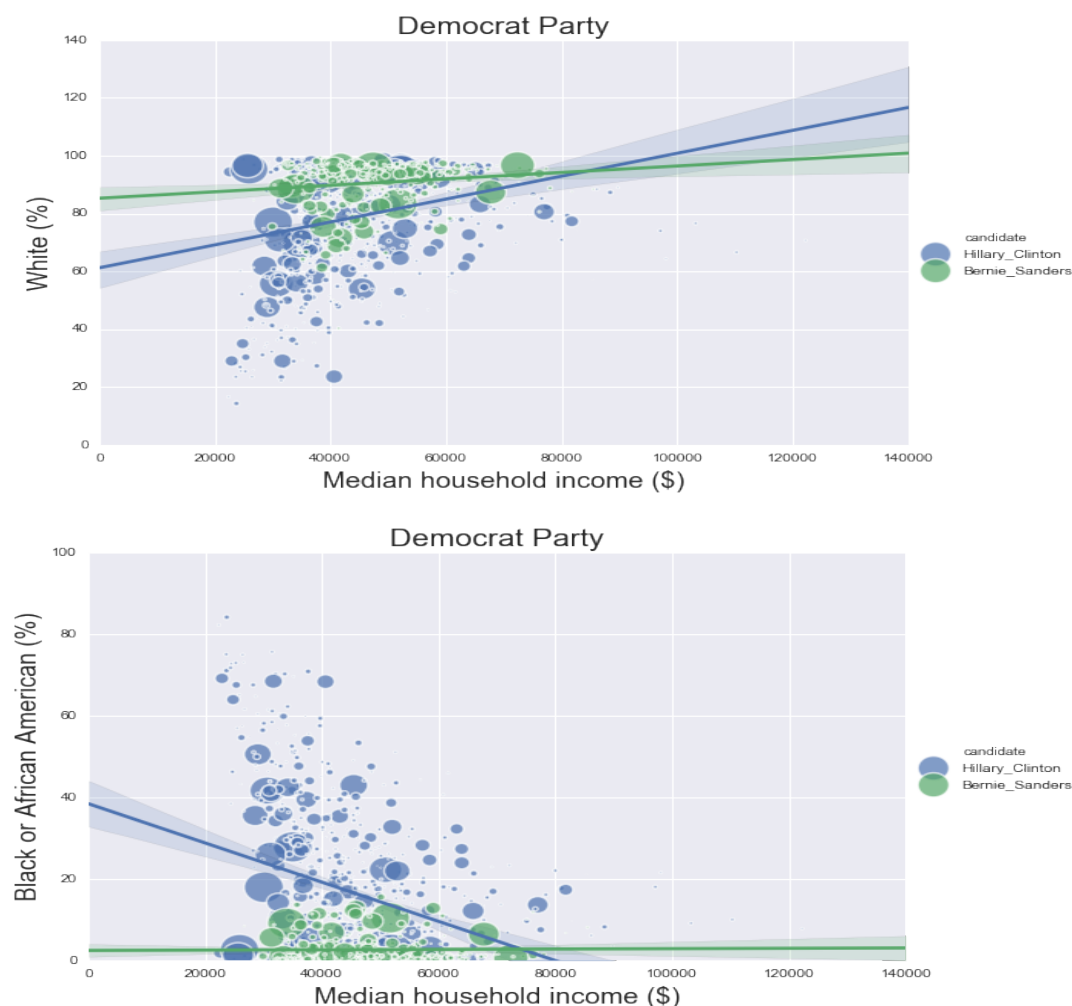 Democrat Party
140
120
100
80
60
40
20
0
White (%)
0 20000 40000 60000 80000 100000 120000 140000
Median household income ($)
candidate
Hillary_Clinton
Bernie_Sanders
Democrat Party
100
80
60
40
20
0
Black or African American (%)
0 20000 40000 60000 80000 100000 120000 140000
Median household income ($)
candidate
Hillary_Clinton
Bernie_Sanders